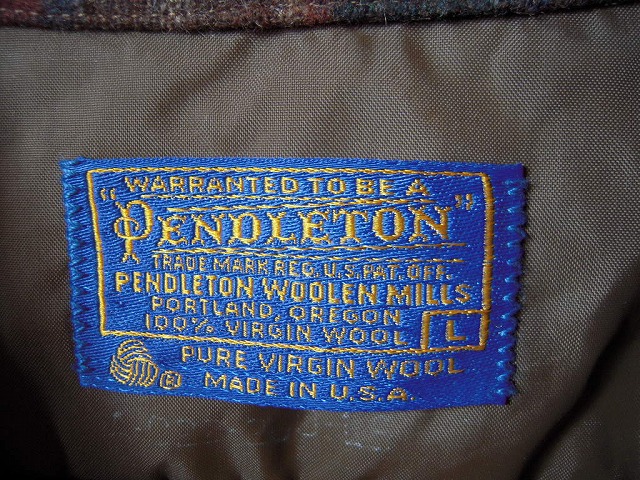 WARRANTED TO BE A
"PENDLETON"
TRADE MARK REG. U.S. PAT. OFF.
PENDLETON WOOLEN MILLS
PORTLAND, OREGON
100% VIRGIN WOOL L
PURE VIRGIN WOOL
® MADE IN U.S.A.